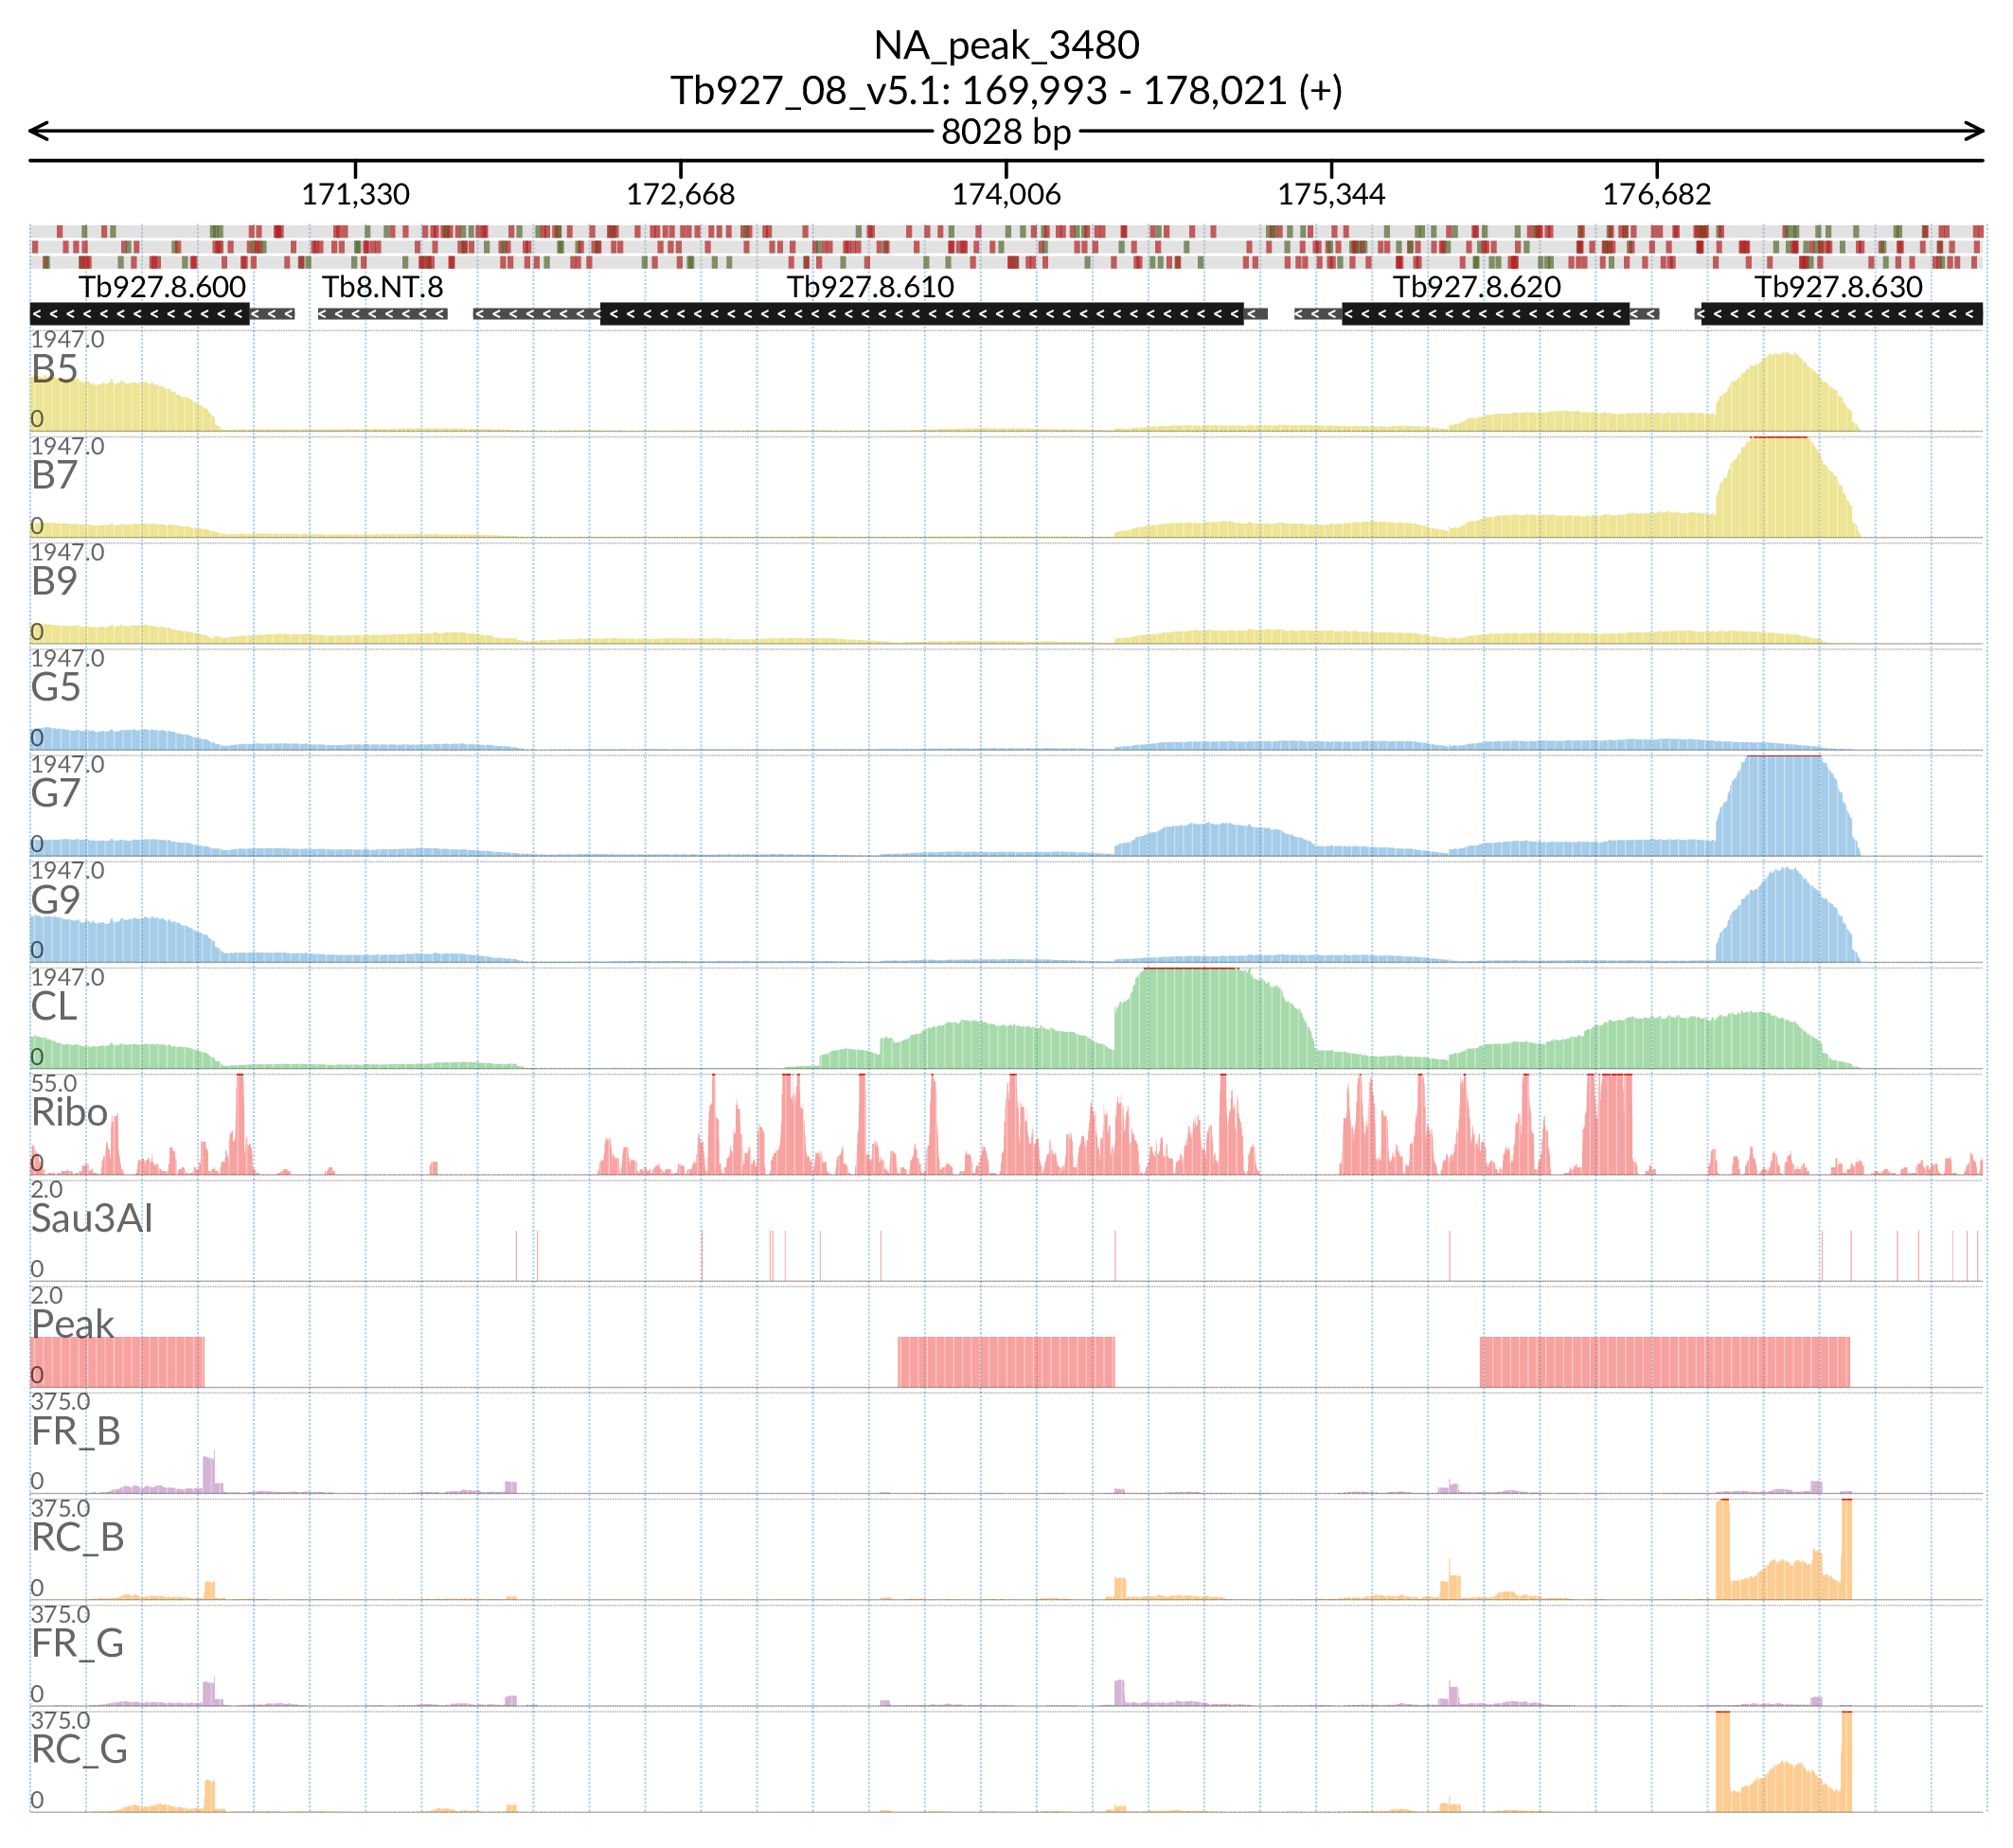 NA_peak_3480
Tb927_08_v5.1: 169,993 - 178,021 (+)
8028 bp
171,330 172,668 174,006 175,344 176,682
Tb927.8.600 Tb8.NT.8 Tb927.8.610 Tb927.8.620 Tb927.8.630
1947.0
B5
0
1947.0
B7
0
1947.0
B9
0
1947.0
G5
0
1947.0
G7
0
1947.0
G9
0
1947.0
CL
0
55.0
Ribo
0
2.0
Sau3AI
0
2.0
Peak
0
375.0
FR_B
0
375.0
RC_B
0
375.0
FR_G
0
375.0
RC_G
0